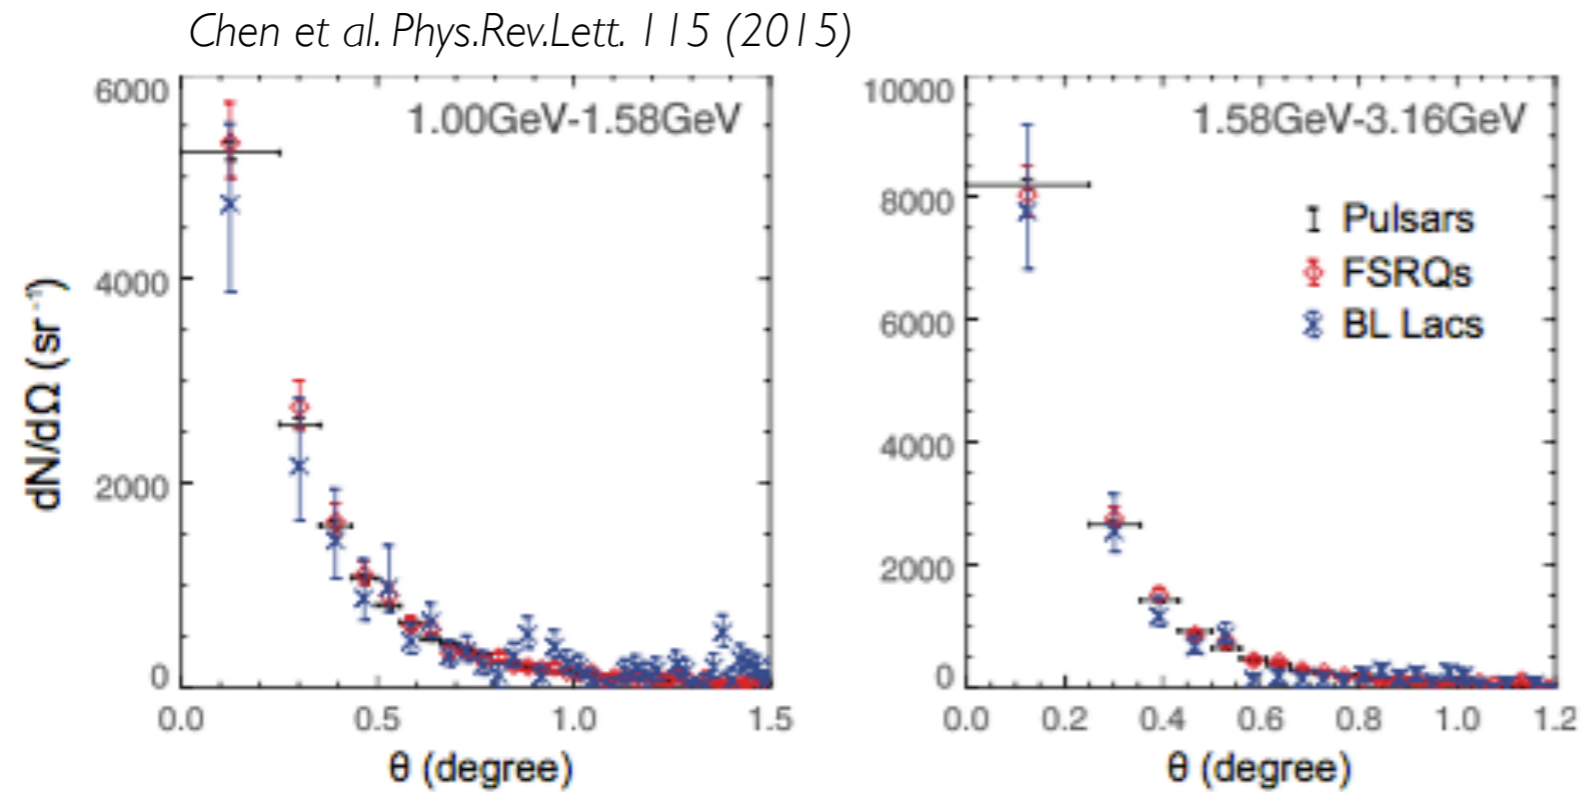 Chen et al. Phys.Rev.Lett. 115 (2015)
dN/dΩ (sr⁻¹)
6000
4000
2000
0
1.00GeV-1.58GeV
0.0 0.5 1.0 1.5
θ (degree)
10000
8000
6000
4000
2000
0
1.58GeV-3.16GeV
Pulsars
FSRQs
BL Lacs
0.0 0.2 0.4 0.6 0.8 1.0 1.2
θ (degree)